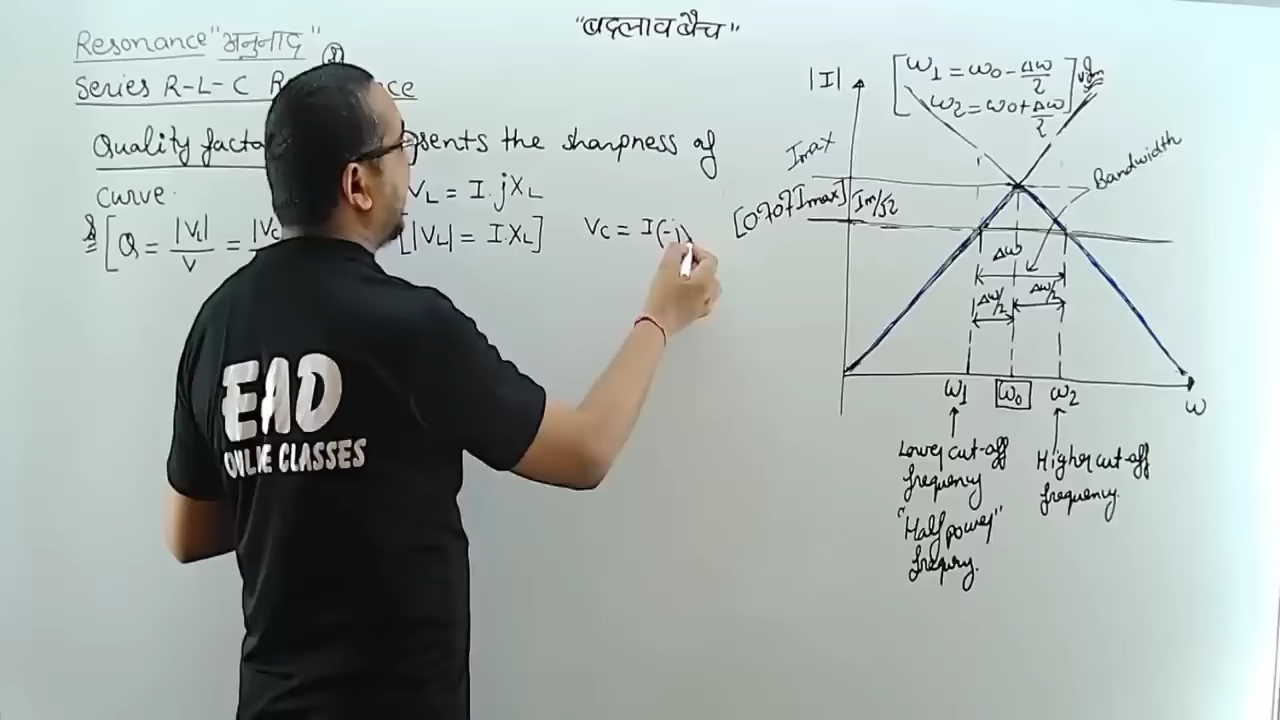 "बदलाव बैच"
Resonance "अनुनाद"
Series R-L-C R ce
Quality facto sents the sharpness of
curve.
VL = I.jXL
[Q = |VL|/V = |VC
[|VL| = I.XL]
VC = I(-j)
EAD
ONLINE CLASSES
|I|
[ω1 = ω0 - Δω/2
ω2 = ω0 + Δω/2]
Imax
Bandwidth
[0.707 Imax] Im/√2
Δω
Δω/2 Δω/2
ω1 ω0 ω2
ω
Lower cut-off
frequency
Higher cut-off
frequency.
"Half power"
frequry.